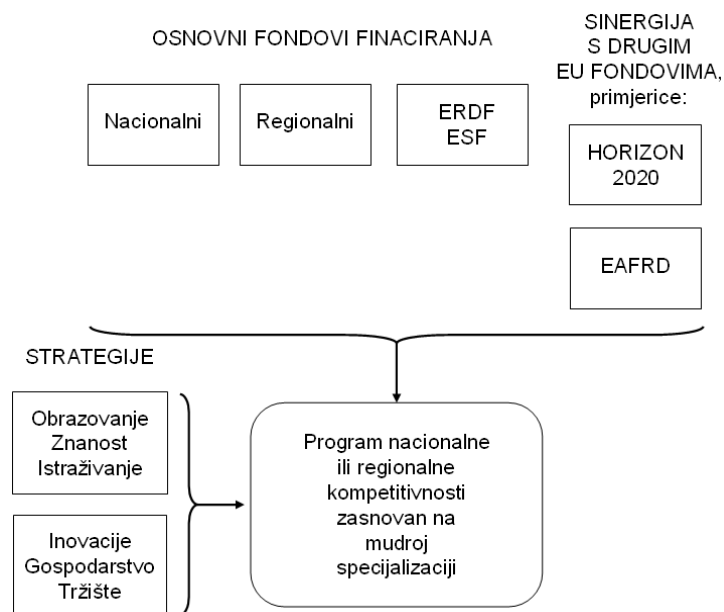 OSNOVNI FONDOVI FINACIRANJA
Nacionalni
Regionalni
ERDF
ESF
SINERGIJA
S DRUGIM
EU FONDOVIMA,
primjerice:
HORIZON
2020
EAFRD
STRATEGIJE
Obrazovanje
Znanost
Istraživanje
Inovacije
Gospodarstvo
Tržište
Program nacionalne
ili regionalne
kompetitivnosti
zasnovan na
mudroj
specijalizaciji